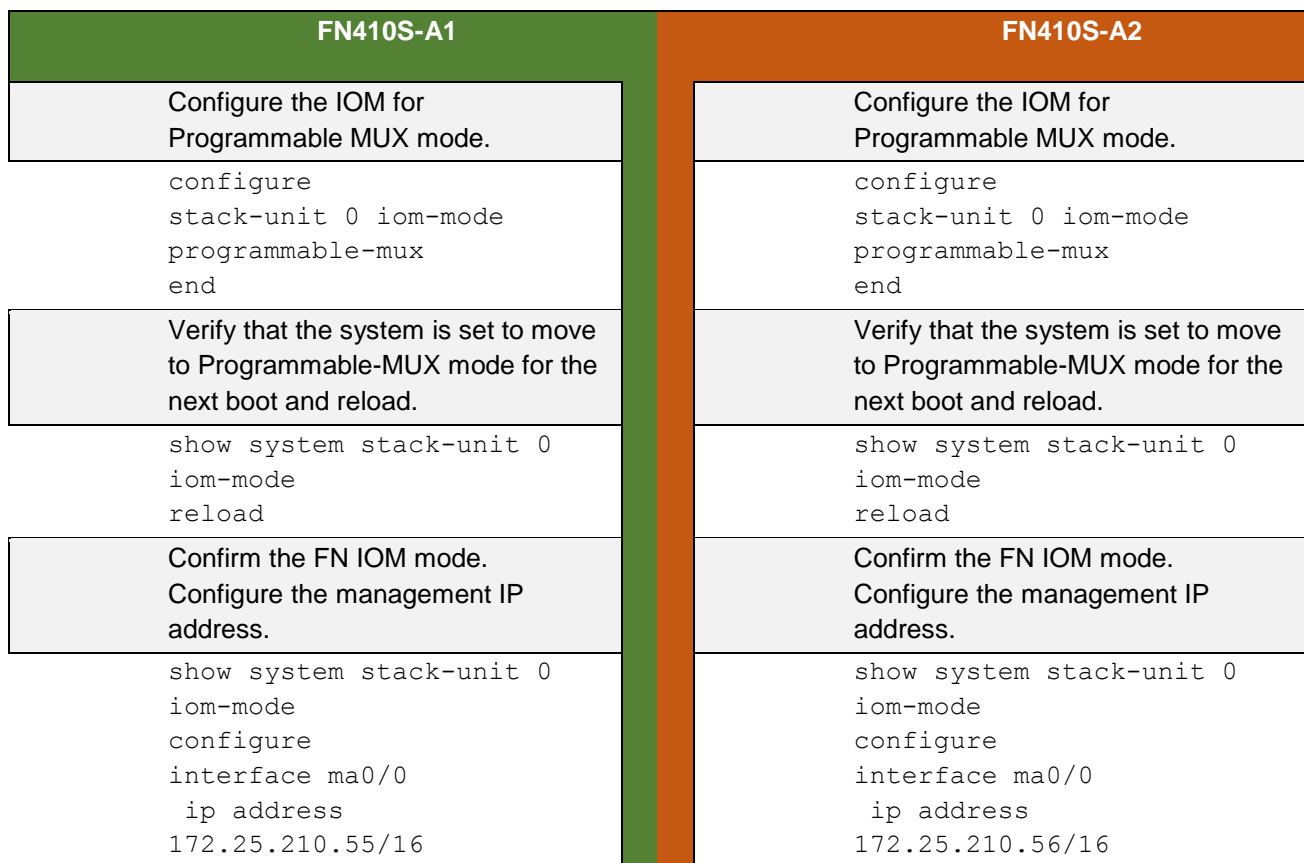 FN410S-A1
Configure the IOM for
Programmable MUX mode.
configure
stack-unit 0 iom-mode
programmable-mux
end
Verify that the system is set to move
to Programmable-MUX mode for the
next boot and reload.
show system stack-unit 0
iom-mode
reload
Confirm the FN IOM mode.
Configure the management IP
address.
show system stack-unit 0
iom-mode
configure
interface ma0/0
ip address
172.25.210.55/16
FN410S-A2
Configure the IOM for
Programmable MUX mode.
configure
stack-unit 0 iom-mode
programmable-mux
end
Verify that the system is set to move
to Programmable-MUX mode for the
next boot and reload.
show system stack-unit 0
iom-mode
reload
Confirm the FN IOM mode.
Configure the management IP
address.
show system stack-unit 0
iom-mode
configure
interface ma0/0
ip address
172.25.210.56/16